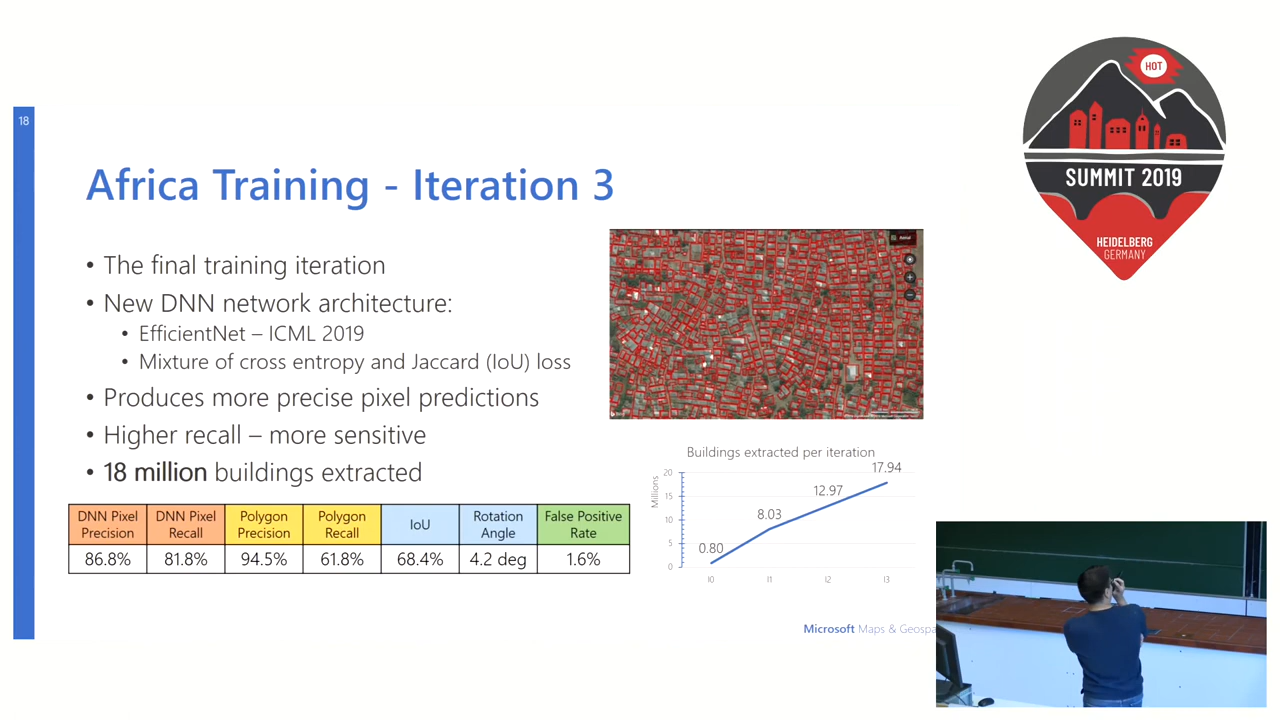 18
Africa Training - Iteration 3
• The final training iteration
• New DNN network architecture:
• EfficientNet – ICML 2019
• Mixture of cross entropy and Jaccard (IoU) loss
• Produces more precise pixel predictions
• Higher recall – more sensitive
• 18 million buildings extracted
DNN Pixel Precision DNN Pixel Recall Polygon Precision Polygon Recall IoU Rotation Angle False Positive Rate
86.8% 81.8% 94.5% 61.8% 68.4% 4.2 deg 1.6%
Buildings extracted per iteration
Millions
20
15
10
5
0
0.80
8.03
12.97
17.94
I0 I1 I2 I3
Microsoft Maps & Geospa
HOT
SUMMIT 2019
HEIDELBERG
GERMANY